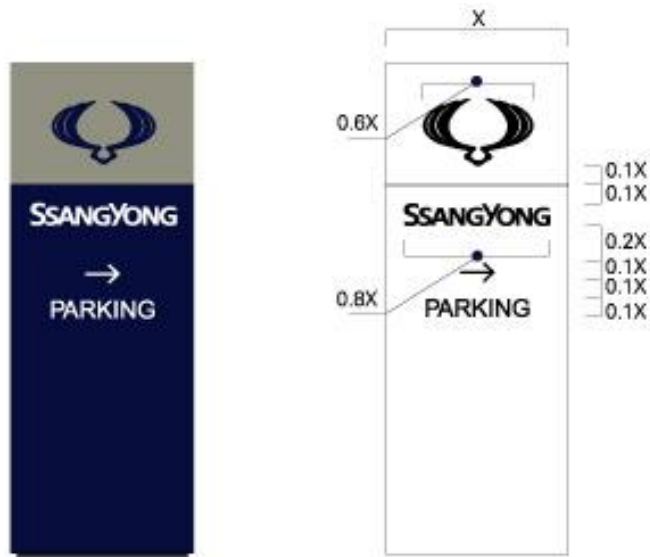 X
0.6X
0.1X
0.1X
SSANGYONG
SSANGYONG
0.2X
0.1X
0.8X
0.1X
PARKING
PARKING
0.1X